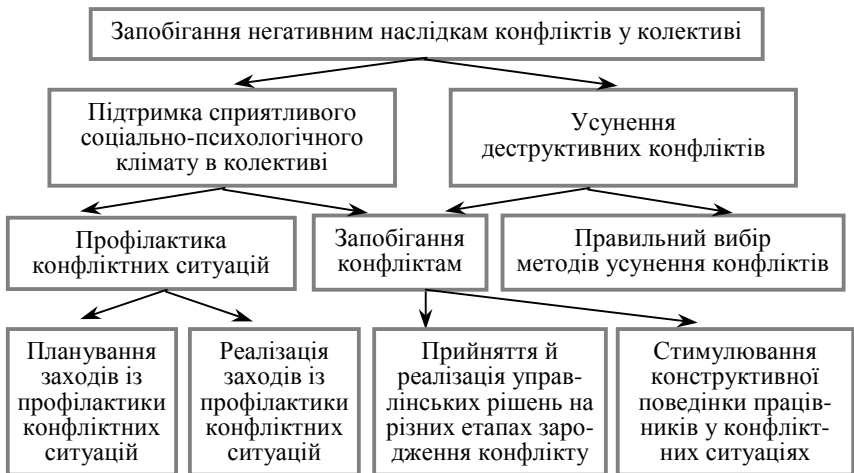 Запобігання негативним наслідкам конфліктів у колективі
Підтримка сприятливого
соціально-психологічного
клімату в колективі
Усунення
деструктивних конфліктів
Профілактика
конфліктних ситуацій
Запобігання
конфліктам
Правильний вибір
методів усунення конфліктів
Планування
заходів із
профілактики
конфліктних
ситуацій
Реалізація
заходів із
профілактики
конфліктних
ситуацій
Прийняття й
реалізація управ-
лінських рішень на
різних етапах заро-
дження конфлікту
Стимулювання
конструктивної
поведінки праців-
ників у конфлікт-
них ситуаціях